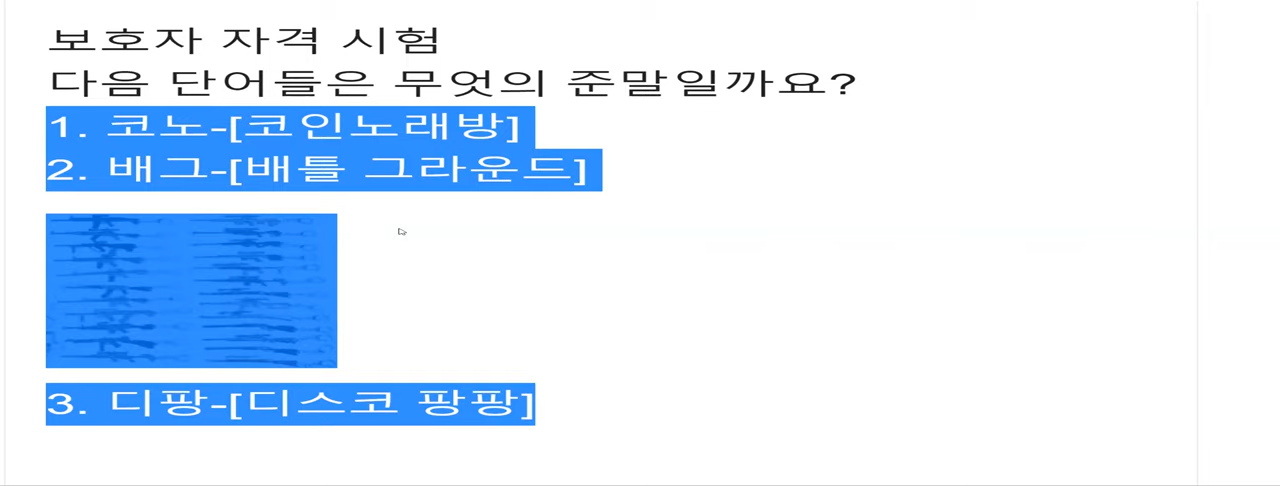 보호자 자격 시험
다음 단어들은 무엇의 준말일까요?
1. 코노-[코인노래방]
2. 배그-[배틀 그라운드]
3. 디팡-[디스코 팡팡]